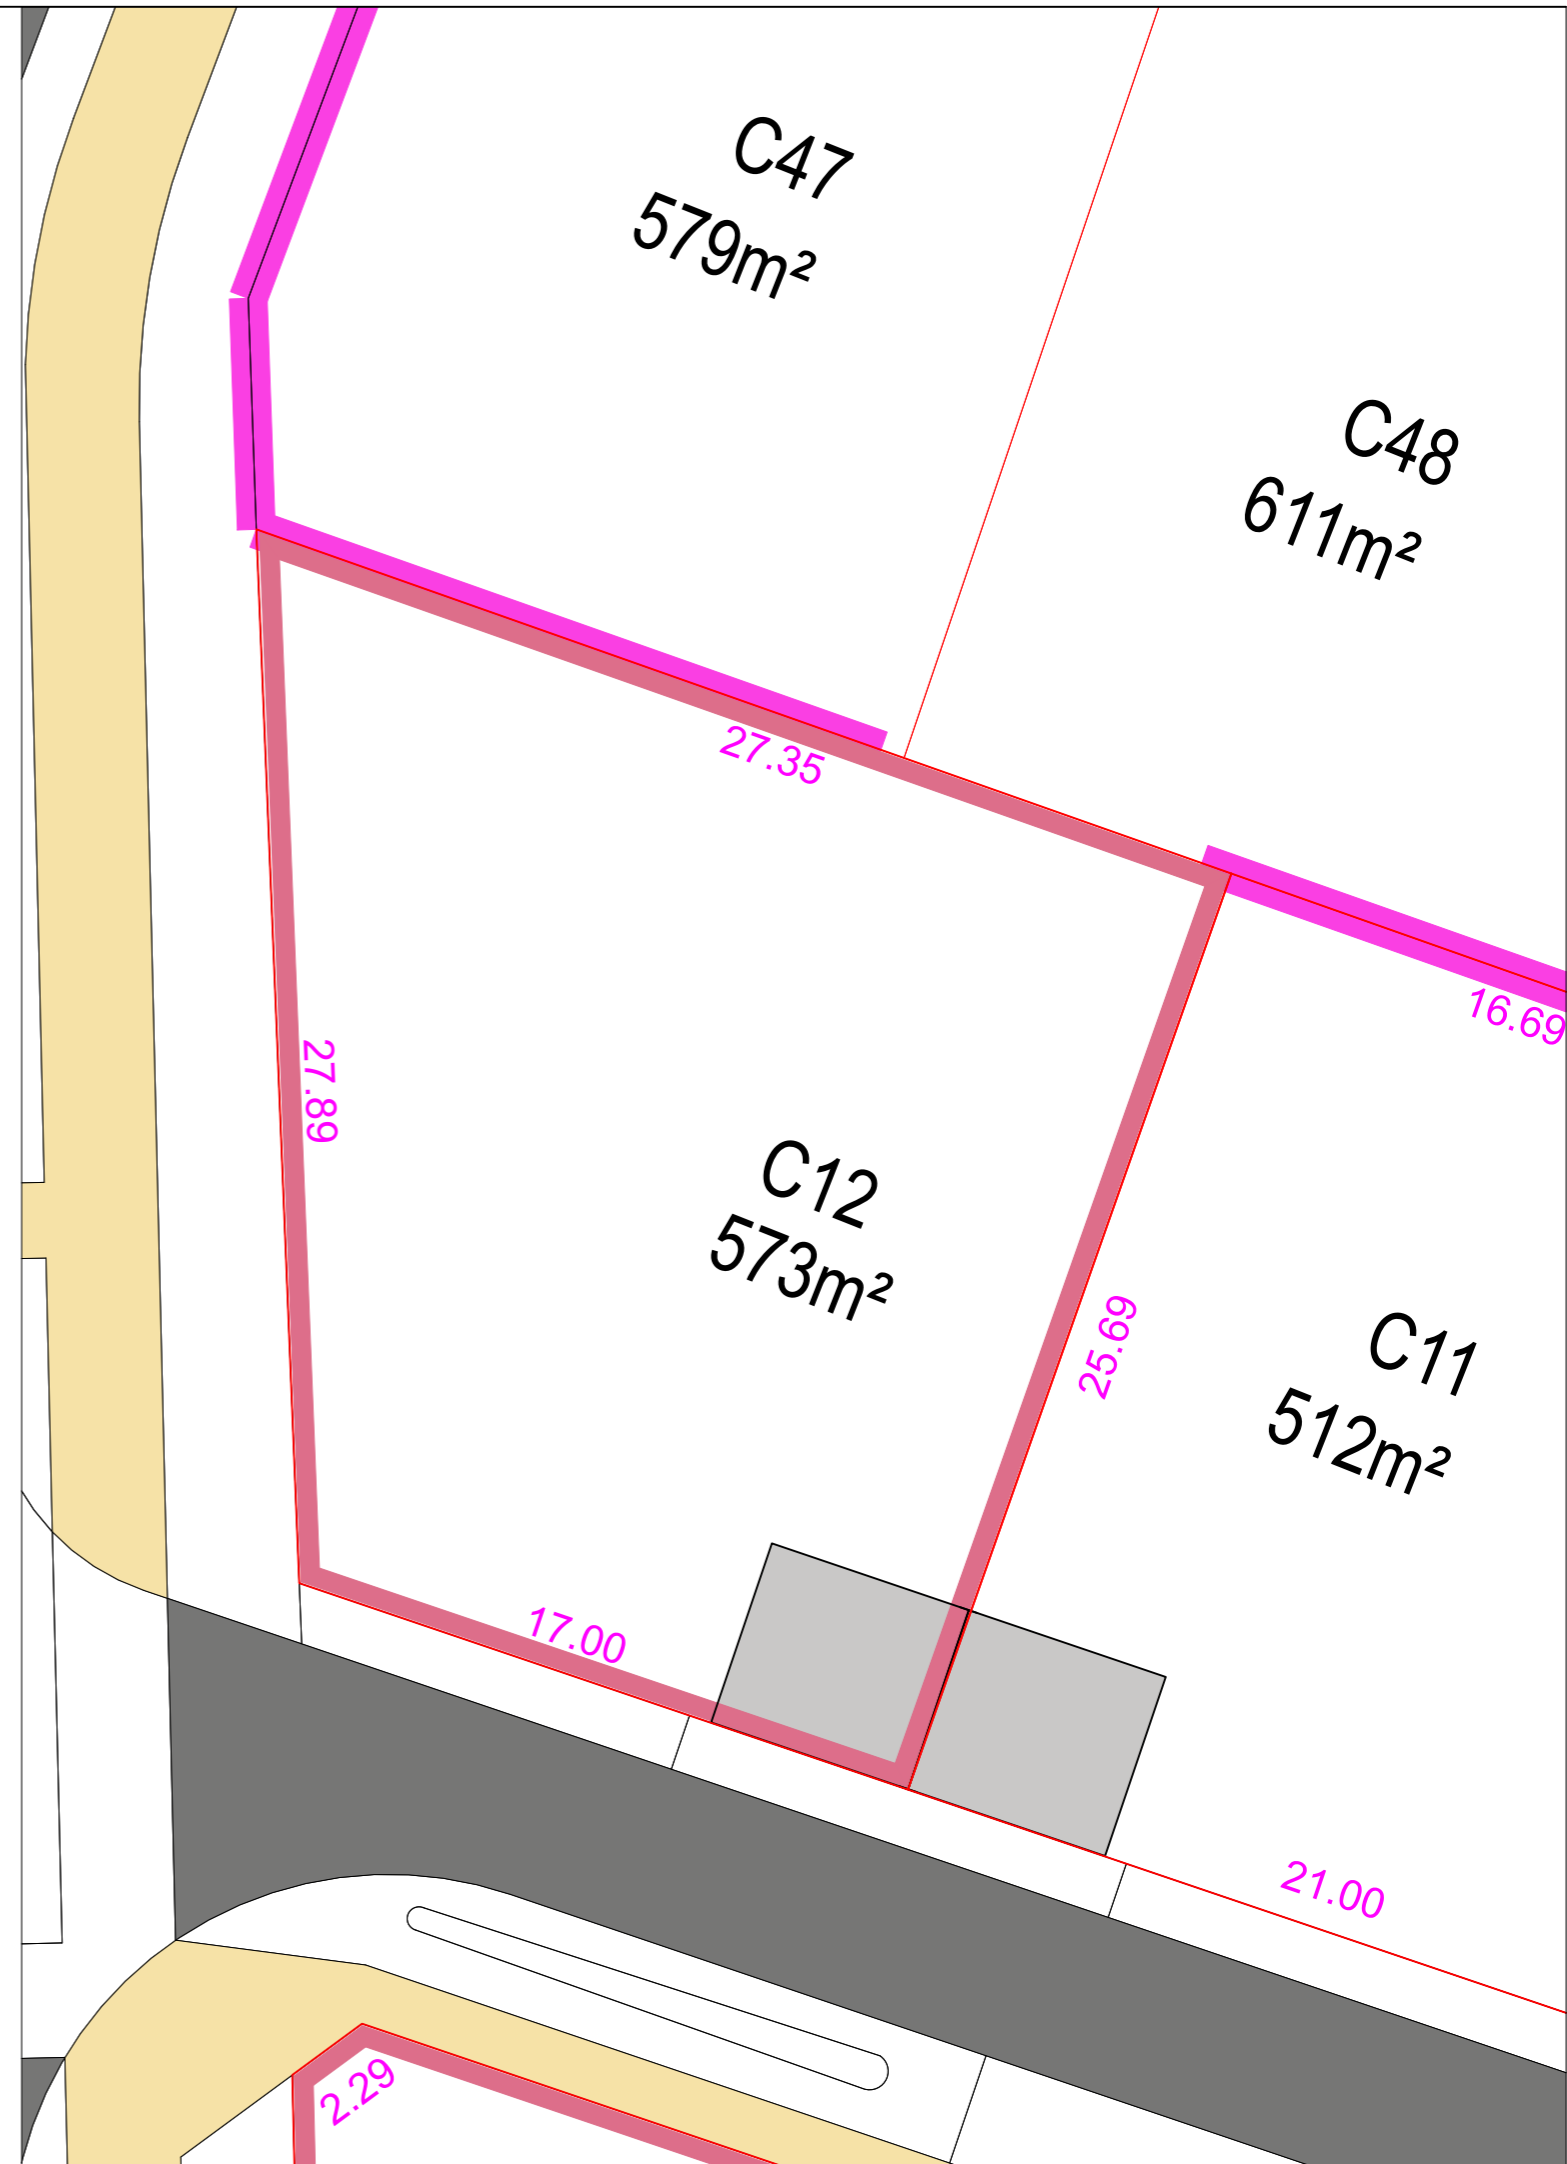 C47
579m²
C48
611m²
27.35
16.69
27.89
C12
573m²
25.69
C11
512m²
17.00
21.00
2.29